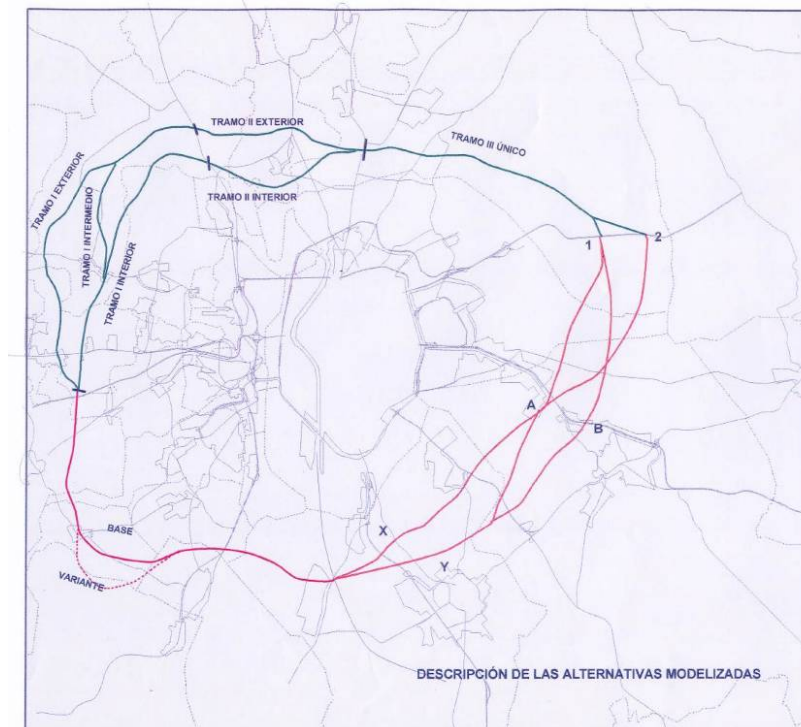 TRAMO II EXTERIOR
TRAMO III ÚNICO
TRAMO I EXTERIOR
TRAMO I INTERMEDIO
TRAMO II INTERIOR
TRAMO I INTERIOR
1
2
A
B
BASE
X
Y
VARIANTE
DESCRIPCIÓN DE LAS ALTERNATIVAS MODELIZADAS